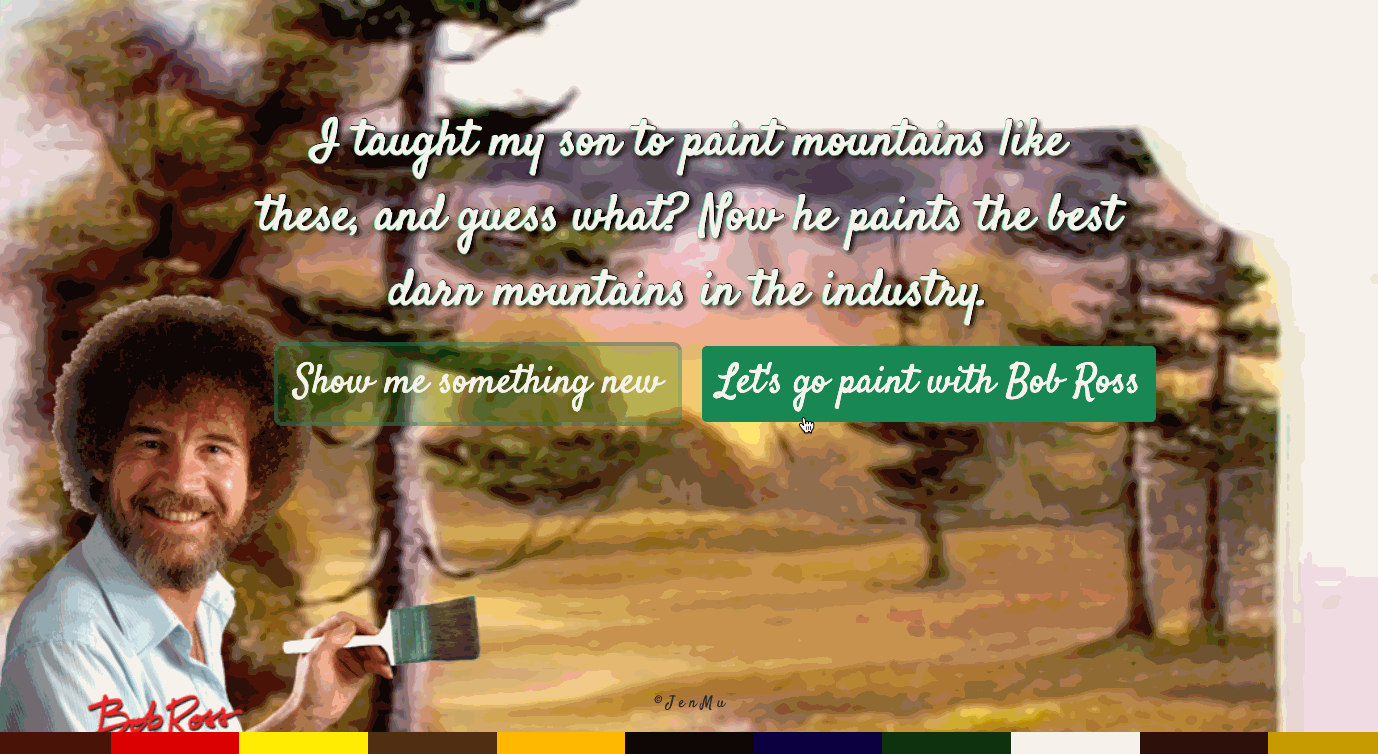 I taught my son to paint mountains like
these, and guess what? Now he paints the best
darn mountains in the industry.
Show me something new
Let's go paint with Bob Ross
©JenMu
Bob Ross